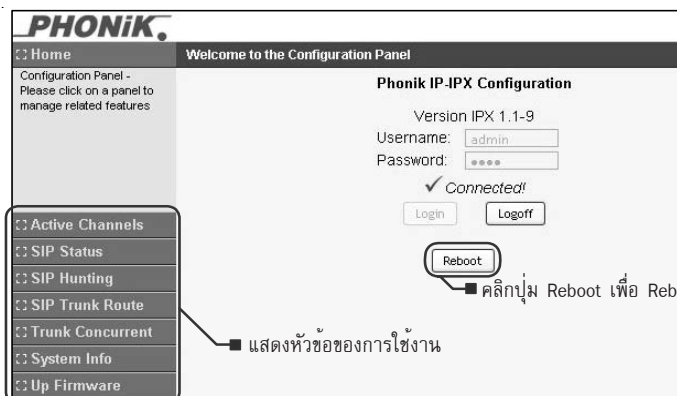 PHONiK
Home
Welcome to the Configuration Panel
Configuration Panel -
Please click on a panel to
manage related features
Phonik IP-IPX Configuration
Version IPX 1.1-9
Username: admin
Password: ••••
✓ Connected!
Login Logoff
Reboot
คลิกปุ่ม Reboot เพื่อ Reb
Active Channels
SIP Status
SIP Hunting
SIP Trunk Route
Trunk Concurrent
System Info
Up Firmware
แสดงหัวข้อของการใช้งาน